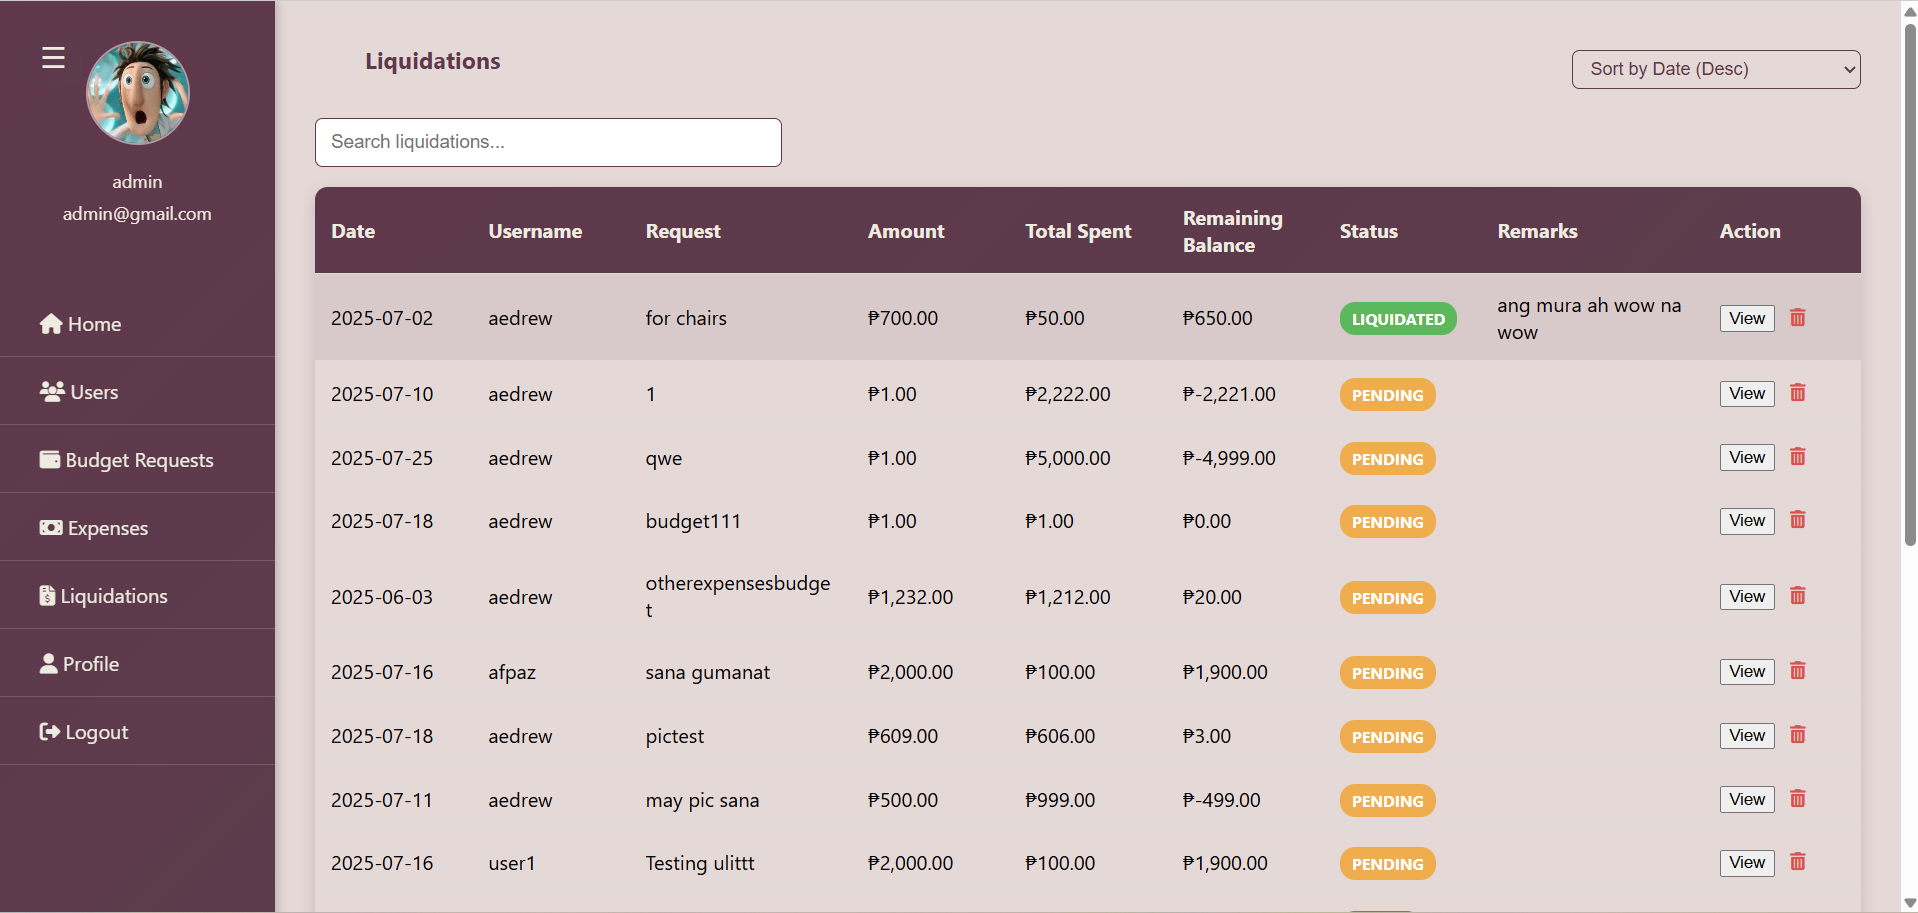 admin
admin@gmail.com
Home
Users
Budget Requests
Expenses
Liquidations
Profile
Logout
Liquidations
Sort by Date (Desc)
Search liquidations...
Date Username Request Amount Total Spent Remaining Balance Status Remarks Action
2025-07-02 aedrew for chairs ₱700.00 ₱50.00 ₱650.00 LIQUIDATED ang mura ah wow na wow View
2025-07-10 aedrew 1 ₱1.00 ₱2,222.00 ₱-2,221.00 PENDING View
2025-07-25 aedrew qwe ₱1.00 ₱5,000.00 ₱-4,999.00 PENDING View
2025-07-18 aedrew budget111 ₱1.00 ₱1.00 ₱0.00 PENDING View
2025-06-03 aedrew otherexpensesbudget ₱1,232.00 ₱1,212.00 ₱20.00 PENDING View
2025-07-16 afpaz sana gumanat ₱2,000.00 ₱100.00 ₱1,900.00 PENDING View
2025-07-18 aedrew pictest ₱609.00 ₱606.00 ₱3.00 PENDING View
2025-07-11 aedrew may pic sana ₱500.00 ₱999.00 ₱-499.00 PENDING View
2025-07-16 user1 Testing ulittt ₱2,000.00 ₱100.00 ₱1,900.00 PENDING View